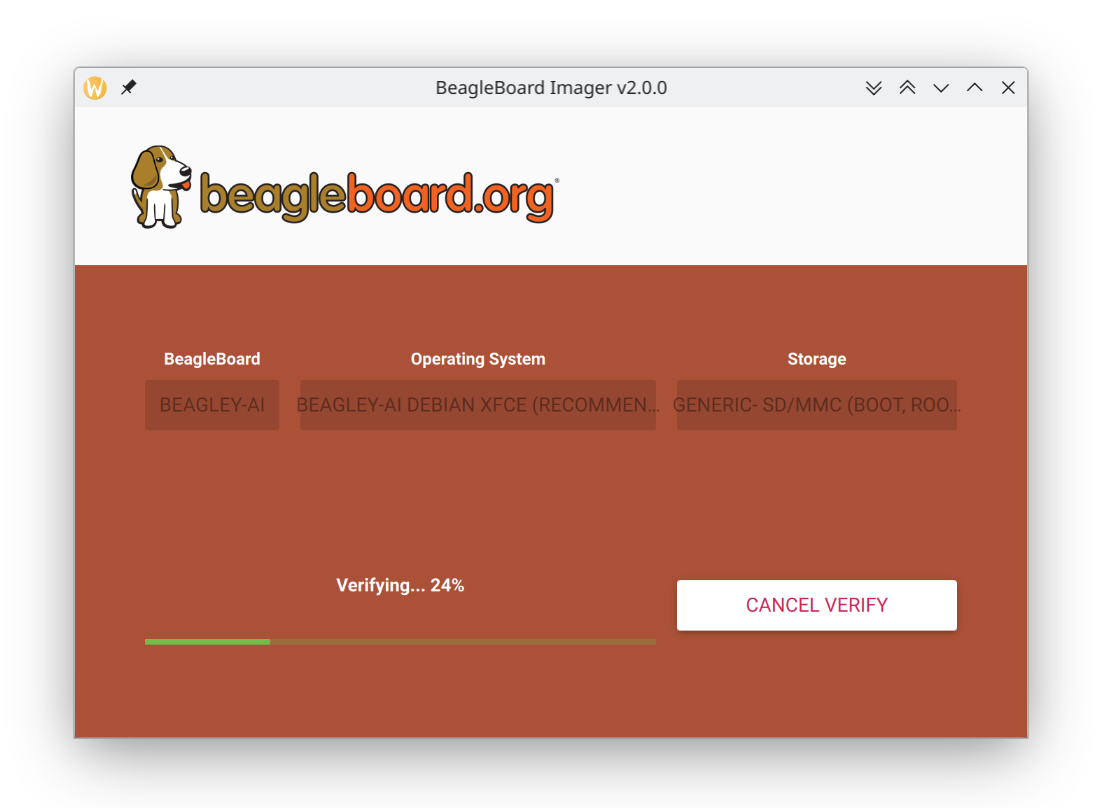 BeagleBoard Imager v2.0.0
beagleboard.org®
BeagleBoard Operating System Storage
BEAGLEY-AI BEAGLEY-AI DEBIAN XFCE (RECOMMEN... GENERIC- SD/MMC (BOOT, ROO...
Verifying... 24%
CANCEL VERIFY